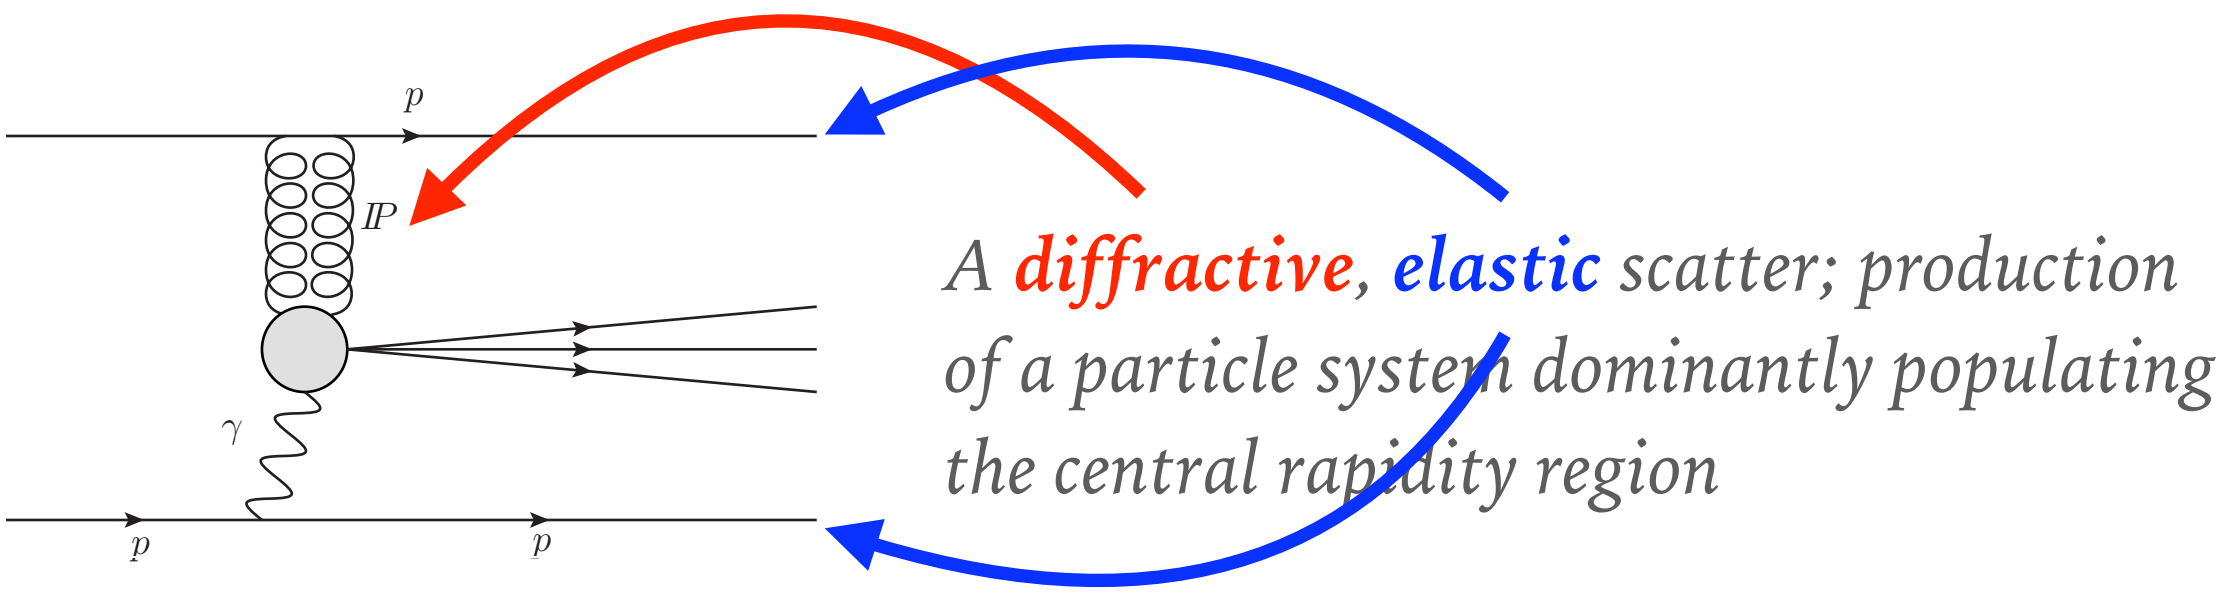 p
IP
A diffractive, elastic scatter; production
of a particle system dominantly populating
the central rapidity region
γ
p
p